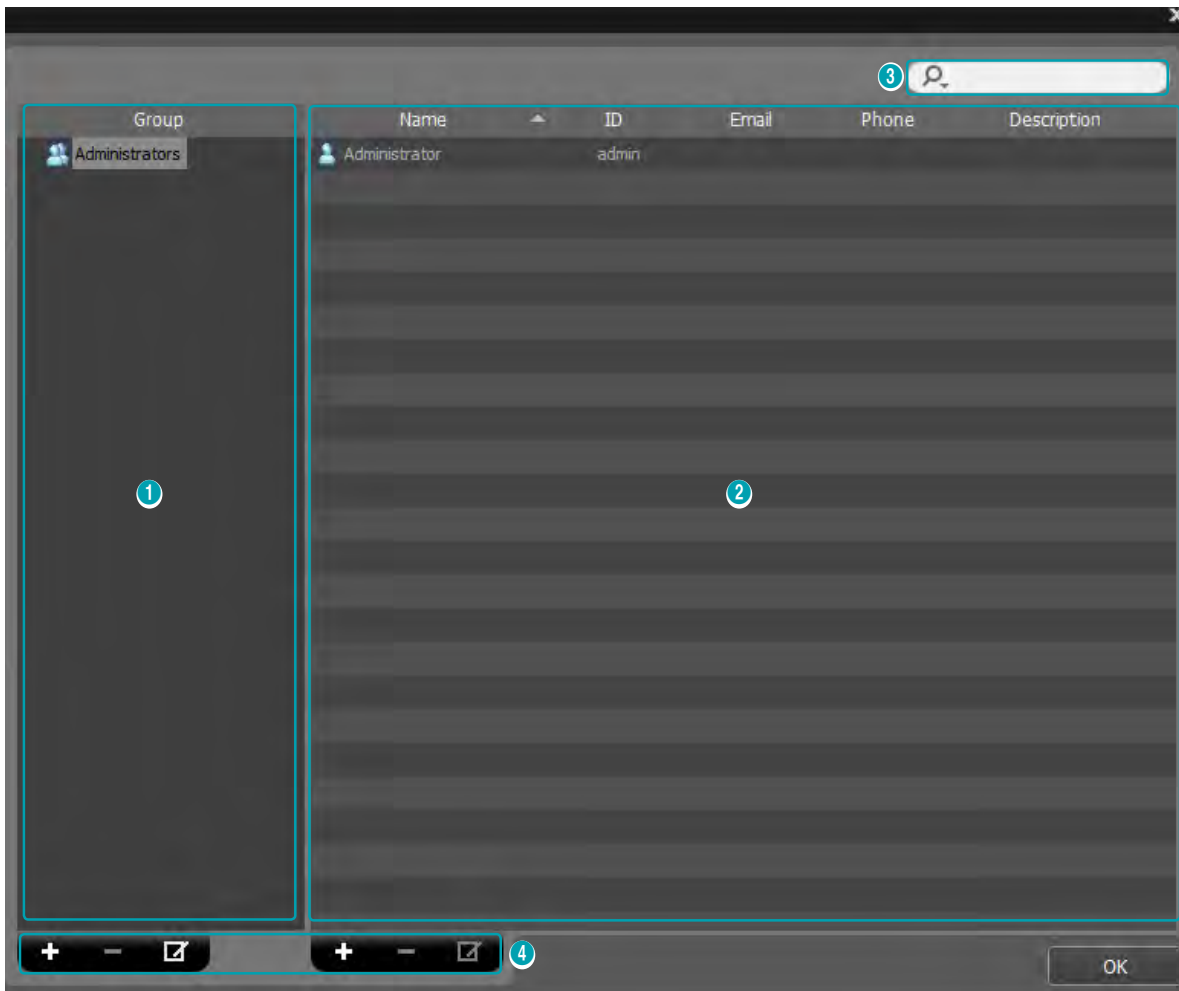 3
Group
Name ID Email Phone Description
Administrators
Administrator admin
1
2
4
OK